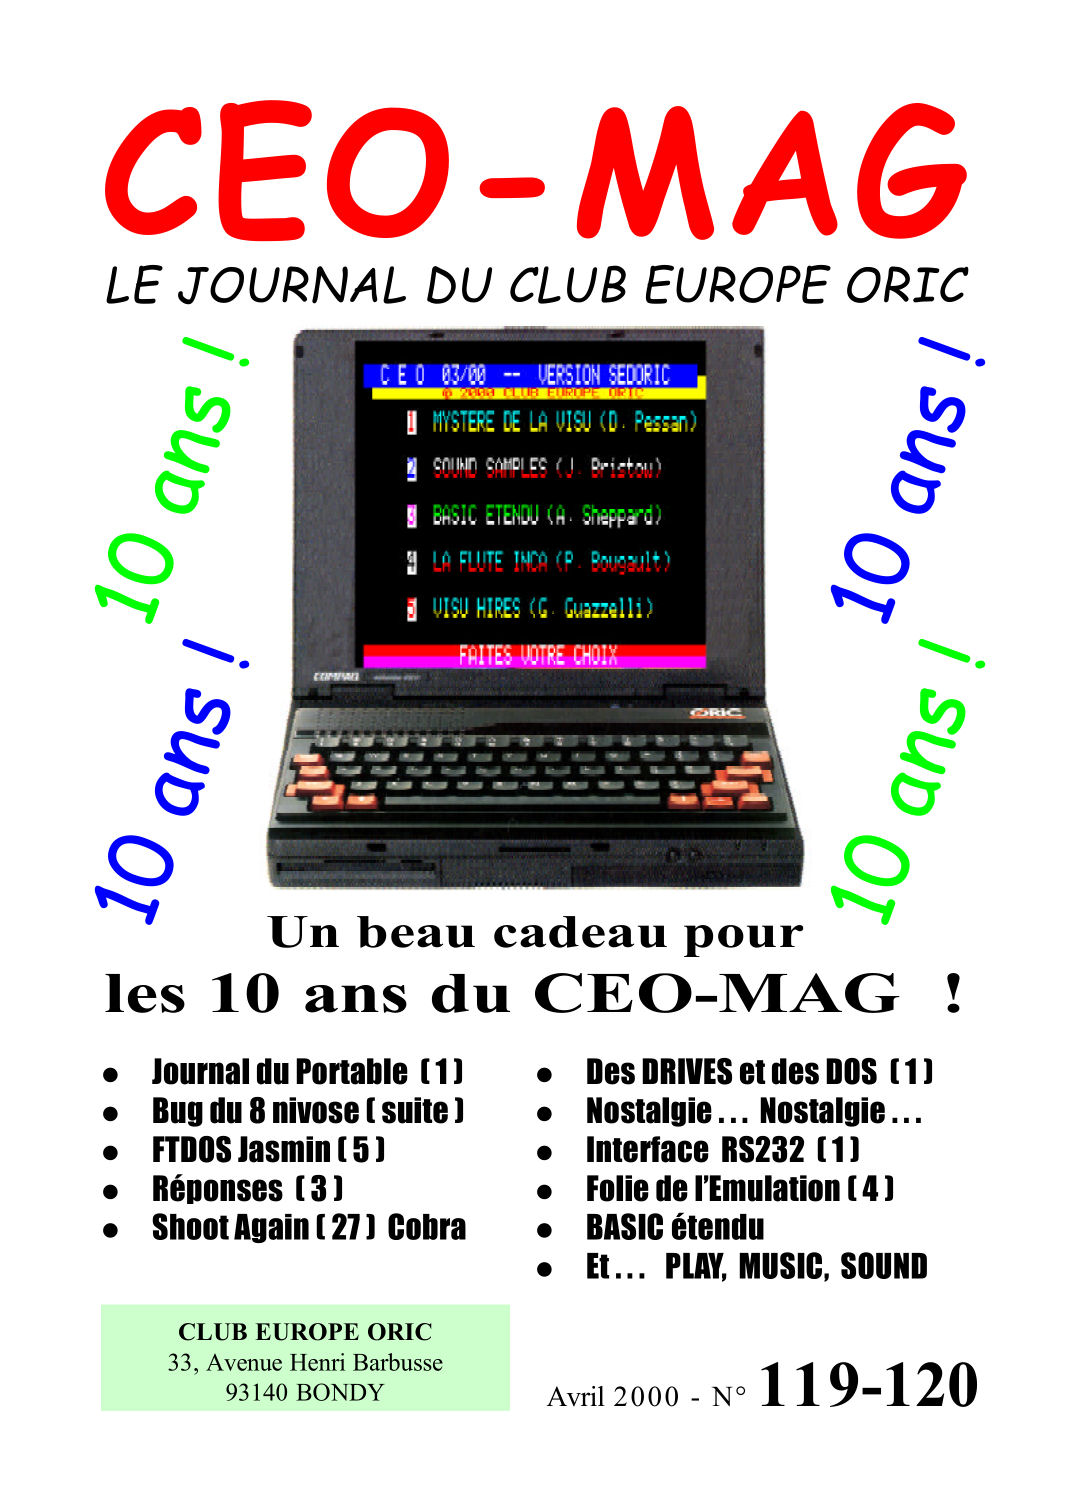 CEO-MAG
LE JOURNAL DU CLUB EUROPE ORIC
10 ans !
10 ans !
10 ans !
10 ans !
C E O 03/00 -- VERSION SEDORIC
© 2000 CLUB EUROPE ORIC
1 MYSTERE DE LA VISU (D. Pessan)
2 SOUND SAMPLES (J. Bristow)
3 BASIC ETENDU (A. Sheppard)
4 LA FLUTE INCA (P. Bougault)
5 VISU HIRES (G. Guazzelli)
FAITES VOTRE CHOIX
COMPAQ
ORIC
Un beau cadeau pour
les 10 ans du CEO-MAG !
● Journal du Portable ( 1 )
● Bug du 8 nivose ( suite )
● FTDOS Jasmin ( 5 )
● Réponses ( 3 )
● Shoot Again ( 27 ) Cobra
● Des DRIVES et des DOS ( 1 )
● Nostalgie . . . Nostalgie . . .
● Interface RS232 ( 1 )
● Folie de l’Emulation ( 4 )
● BASIC étendu
● Et . . . PLAY, MUSIC, SOUND
CLUB EUROPE ORIC
33, Avenue Henri Barbusse
93140 BONDY
Avril 2000 - N° 119-120